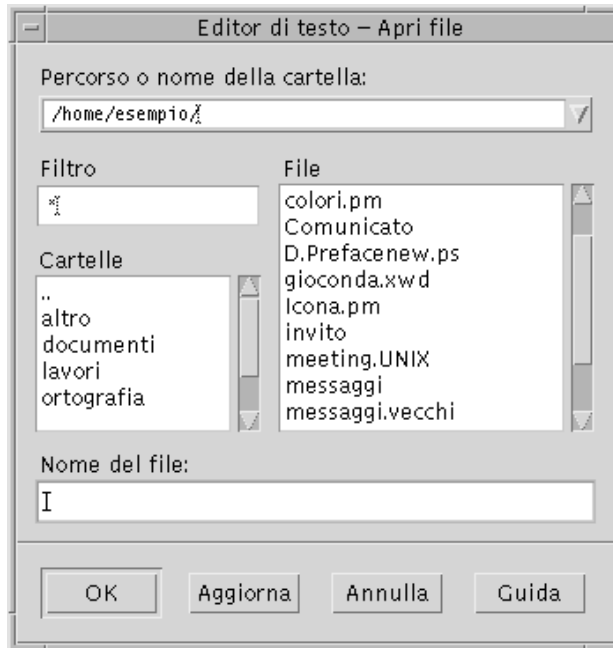 Editor di testo – Apri file
Percorso o nome della cartella:
/home/esempio/
Filtro
*
Cartelle
..
altro
documenti
lavori
ortografia
File
colori.pm
Comunicato
D.Prefacenew.ps
gioconda.xwd
Icona.pm
invito
meeting.UNIX
messaggi
messaggi.vecchi
Nome del file:
OK Aggiorna Annulla Guida